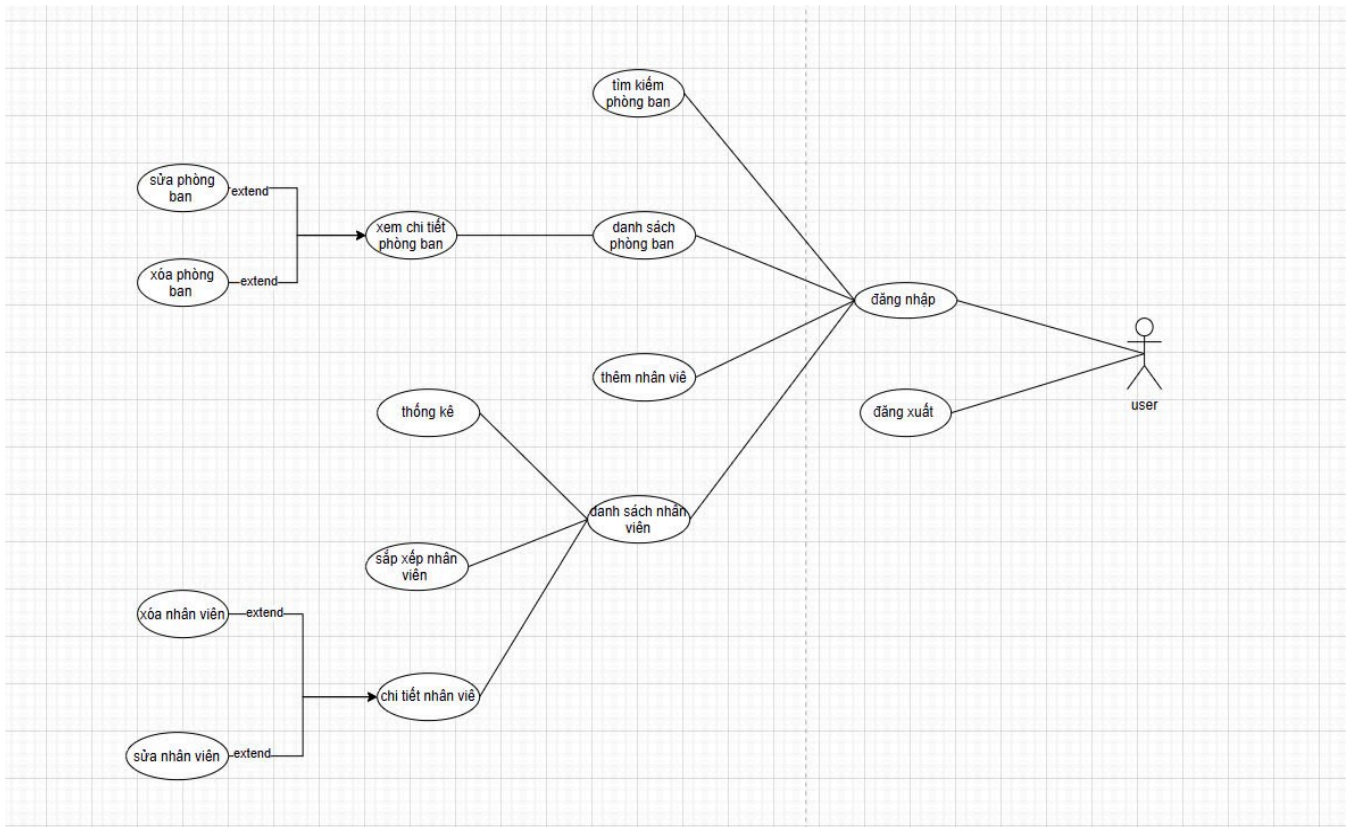 tìm kiếm
phòng ban
sửa phòng
ban
extend
xem chi tiết
phòng ban
danh sách
phòng ban
xóa phòng
ban
extend
đăng nhập
thêm nhân viê
thống kê
đăng xuất
user
danh sách nhân
viên
sắp xếp nhân
viên
xóa nhân viên
extend
chi tiết nhân viê
sửa nhân viên
extend